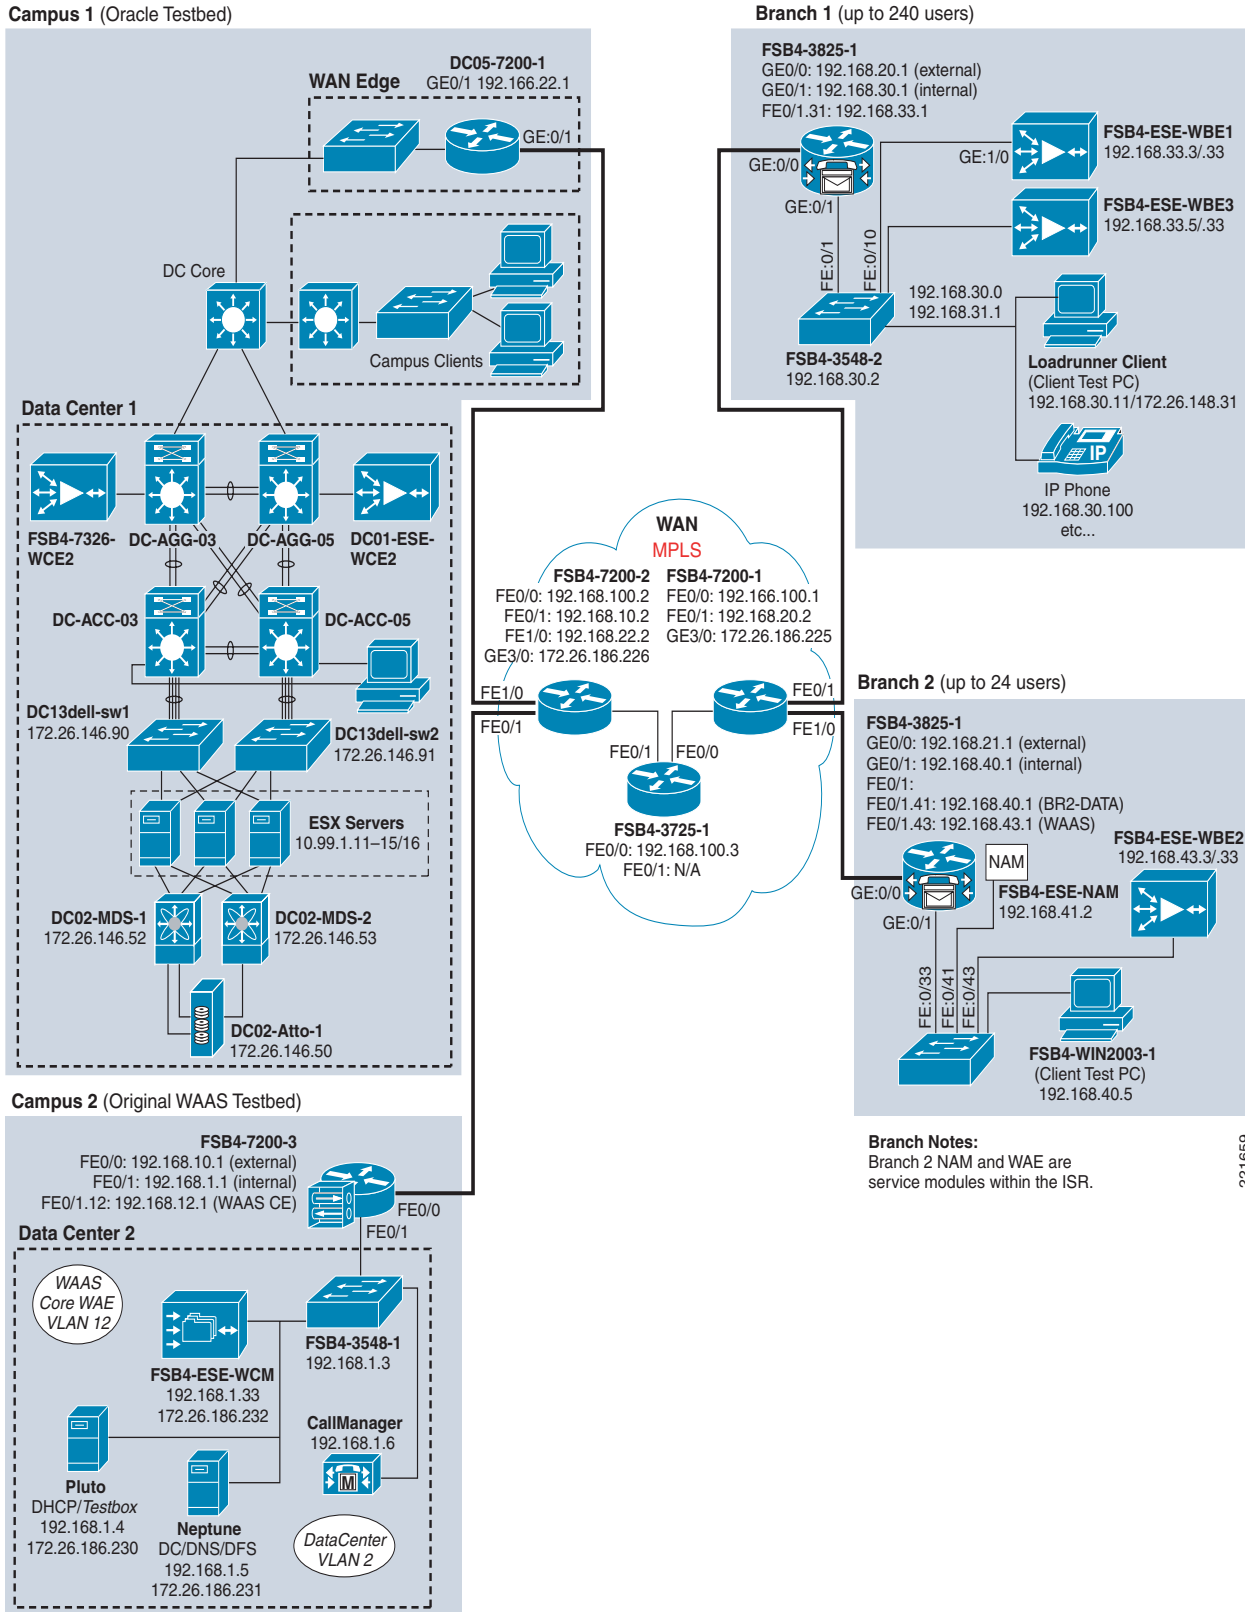 Campus 1 (Oracle Testbed)
DC05-7200-1
GE0/1 192.166.22.1
WAN Edge
GE:0/1
DC Core
Campus Clients
Data Center 1
FSB4-7326-
WCE2
DC-AGG-03
DC-AGG-05
DC01-ESE-
WCE2
DC-ACC-03
DC-ACC-05
DC13dell-sw1
172.26.146.90
DC13dell-sw2
172.26.146.91
ESX Servers
10.99.1.11–15/16
DC02-MDS-1
172.26.146.52
DC02-MDS-2
172.26.146.53
DC02-Atto-1
172.26.146.50
Branch 1 (up to 240 users)
FSB4-3825-1
GE0/0: 192.168.20.1 (external)
GE0/1: 192.168.30.1 (internal)
FE0/1.31: 192.168.33.1
GE:0/0
GE:0/1
GE:1/0
FSB4-ESE-WBE1
192.168.33.3/.33
FSB4-ESE-WBE3
192.168.33.5/.33
FE:0/1
FE:0/10
192.168.30.0
192.168.31.1
FSB4-3548-2
192.168.30.2
Loadrunner Client
(Client Test PC)
192.168.30.11/172.26.148.31
IP
IP Phone
192.168.30.100
etc...
WAN
MPLS
FSB4-7200-2
FE0/0: 192.168.100.2
FE0/1: 192.168.10.2
FE1/0: 192.168.22.2
GE3/0: 172.26.186.226
FSB4-7200-1
FE0/0: 192.166.100.1
FE0/1: 192.168.20.2
GE3/0: 172.26.186.225
FE1/0
FE0/1
FE0/1
FE1/0
FE0/1
FE0/0
FSB4-3725-1
FE0/0: 192.168.100.3
FE0/1: N/A
Branch 2 (up to 24 users)
FSB4-3825-1
GE0/0: 192.168.21.1 (external)
GE0/1: 192.168.40.1 (internal)
FE0/1:
FE0/1.41: 192.168.40.1 (BR2-DATA)
FE0/1.43: 192.168.43.1 (WAAS)
FSB4-ESE-WBE2
192.168.43.3/.33
NAM
FSB4-ESE-NAM
192.168.41.2
GE:0/0
GE:0/1
FE:0/33
FE:0/41
FE:0/43
FSB4-WIN2003-1
(Client Test PC)
192.168.40.5
Branch Notes:
Branch 2 NAM and WAE are
service modules within the ISR.
Campus 2 (Original WAAS Testbed)
FSB4-7200-3
FE0/0: 192.168.10.1 (external)
FE0/1: 192.168.1.1 (internal)
FE0/1.12: 192.168.12.1 (WAAS CE)
FE0/0
FE0/1
Data Center 2
WAAS
Core WAE
VLAN 12
FSB4-ESE-WCM
192.168.1.33
172.26.186.232
FSB4-3548-1
192.168.1.3
CallManager
192.168.1.6
M
Pluto
DHCP/Testbox
192.168.1.4
172.26.186.230
Neptune
DC/DNS/DFS
192.168.1.5
172.26.186.231
DataCenter
VLAN 2